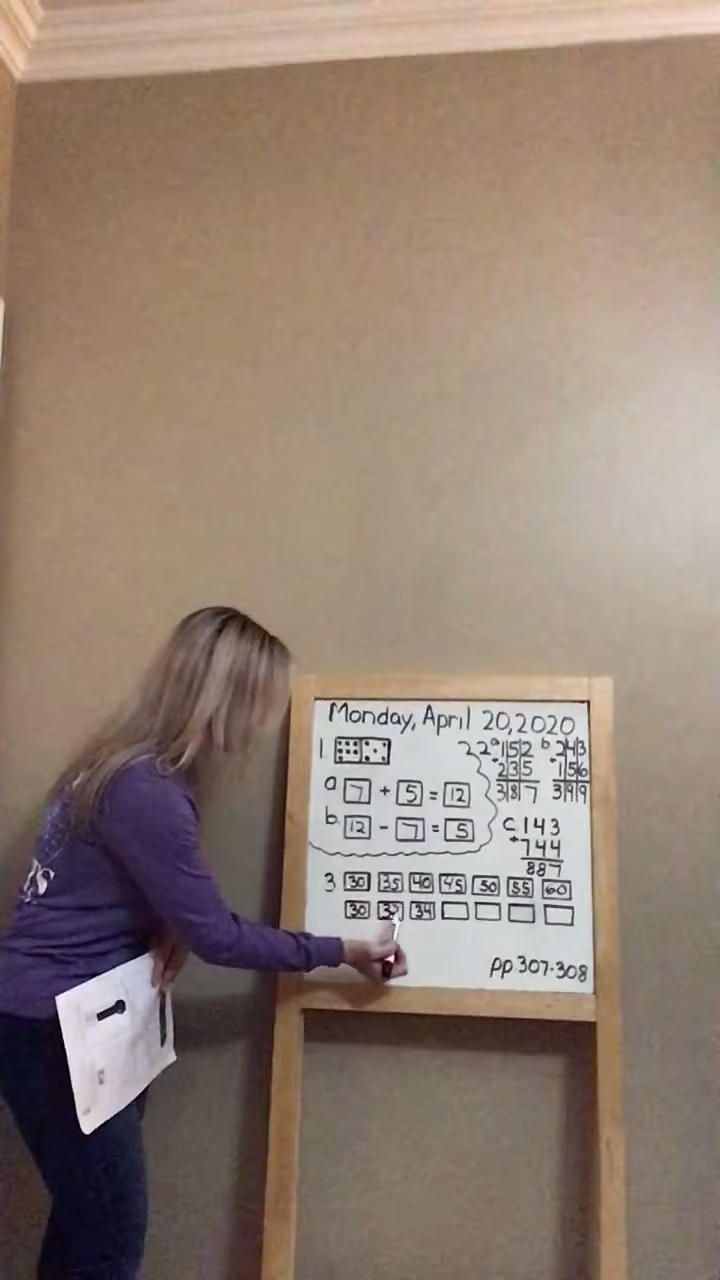 Monday, April 20, 2020
1
a. 7 + 5 = 12
b. 12 - 7 = 5
2 a 152
+235
387
b 243
+156
399
c. 143
+744
887
3 30 35 40 45 50 55 60
30 32 34
pp 307-308